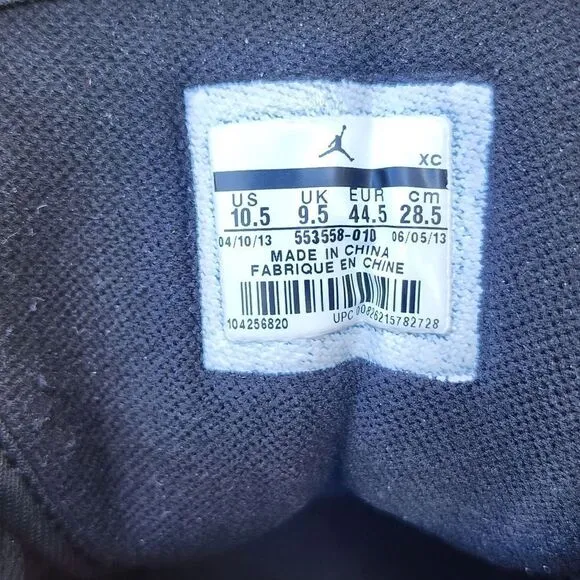 XC
US UK EUR cm
10.5 9.5 44.5 28.5
04/10/13 553558-010 06/05/13
MADE IN CHINA
FABRIQUE EN CHINE
104256820 UPC 00826215782728